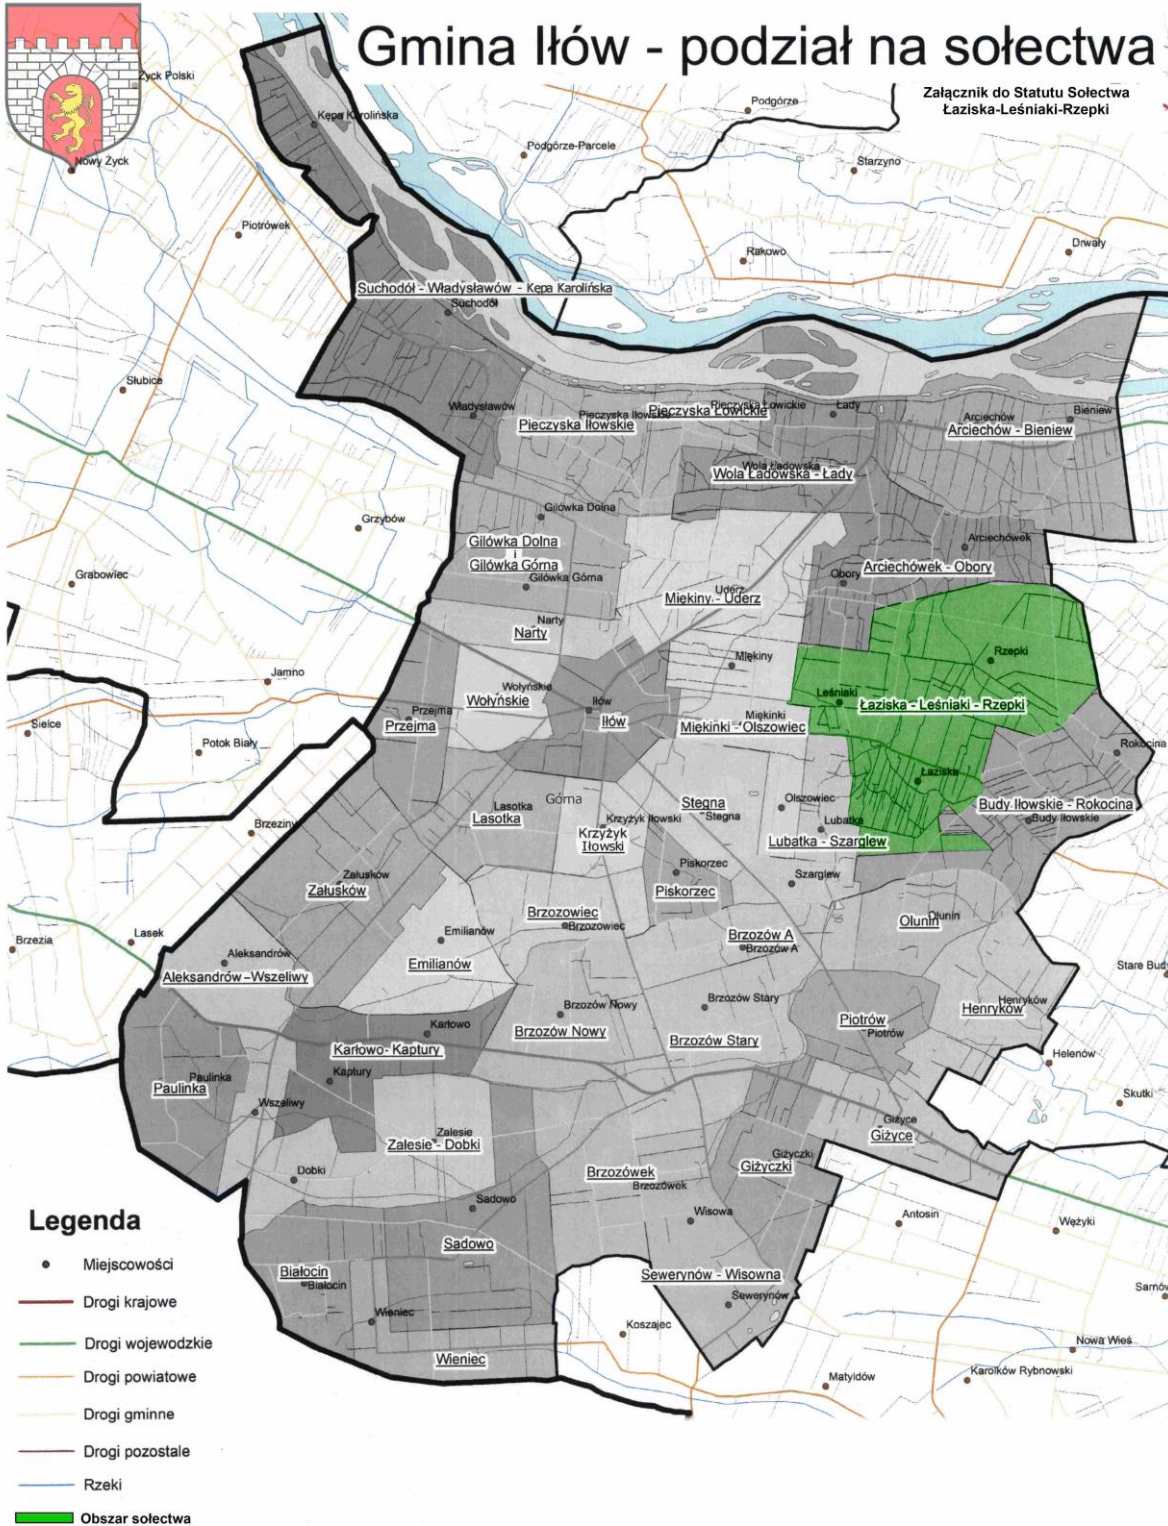 Gmina Iłów - podział na sołectwa
Załącznik do Statutu Sołectwa
Łaziska-Leśniaki-Rzepki
Życk Polski
Nowy Życk
Kępa Karolińska
Podgórze
Podgórze-Parcele
Starzyno
Piotrówek
Rakowo
Drwały
Suchodół - Władysławów - Kępa Karolińska
Suchodół
Słubice
Władysławów
Pieczyska Iłowskie
Pieczyska Iłowskie
Pieczyska Łowickie
Pieczyska Łowickie
Łady
Arciechów
Bieniew
Arciechów - Bieniew
Wola Ładowska
Wola Ładowska - Łady
Grzybów
Gilówka Dolna
Gilówka Dolna
i
Gilówka Górna
Gilówka Górna
Arciechówek
Arciechówek - Obory
Obory
Grabowiec
Uderz
Miękiny - Uderz
Narty
Narty
Miękiny
Rzepki
Jamno
Wołyńskie
Wołyńskie
Leśniaki
Łaziska - Leśniaki - Rzepki
Iłów
Iłów
Przejma
Przejma
Miękinki
Miękinki - Olszowiec
Sielce
Potok Biały
Rokocina
Łaziska
Górna
Lasotka
Lasotka
Stegna
Stegna
Olszowiec
Budy Iłowskie - Rokocina
Budy Iłowskie
Brzeziny
Krzyżyk Iłowski
Krzyżyk
Iłowski
Lubatka
Lubatka - Szarglew
Załusków
Załusków
Piskorzec
Piskorzec
Szarglew
Brzozowiec
Brzozowiec
Olunin
Olunin
Brzezia
Lasek
Emilianów
Emilianów
Brzozów A
Brzozów A
Aleksandrów
Aleksandrów - Wszeliwy
Stare Budy
Brzozów Nowy
Brzozów Nowy
Brzozów Stary
Brzozów Stary
Henryków
Henryków
Piotrów
Piotrów
Karłowo
Karłowo - Kaptury
Kaptury
Helenów
Paulinka
Paulinka
Skutki
Wszeliwy
Giżyce
Giżyce
Zalesie
Zalesie - Dobki
Dobki
Brzozówek
Brzozówek
Giżyczki
Giżyczki
Sadowo
Sadowo
Wisowa
Antosin
Wężyki
Białocin
Białocin
Sewerynów - Wisowna
Sewerynów
Wieniec
Wieniec
Koszajec
Nowa Wieś
Matyldów
Karolków Rybnowski
Legenda
Miejscowości
Drogi krajowe
Drogi wojewodzkie
Drogi powiatowe
Drogi gminne
Drogi pozostale
Rzeki
Obszar sołectwa